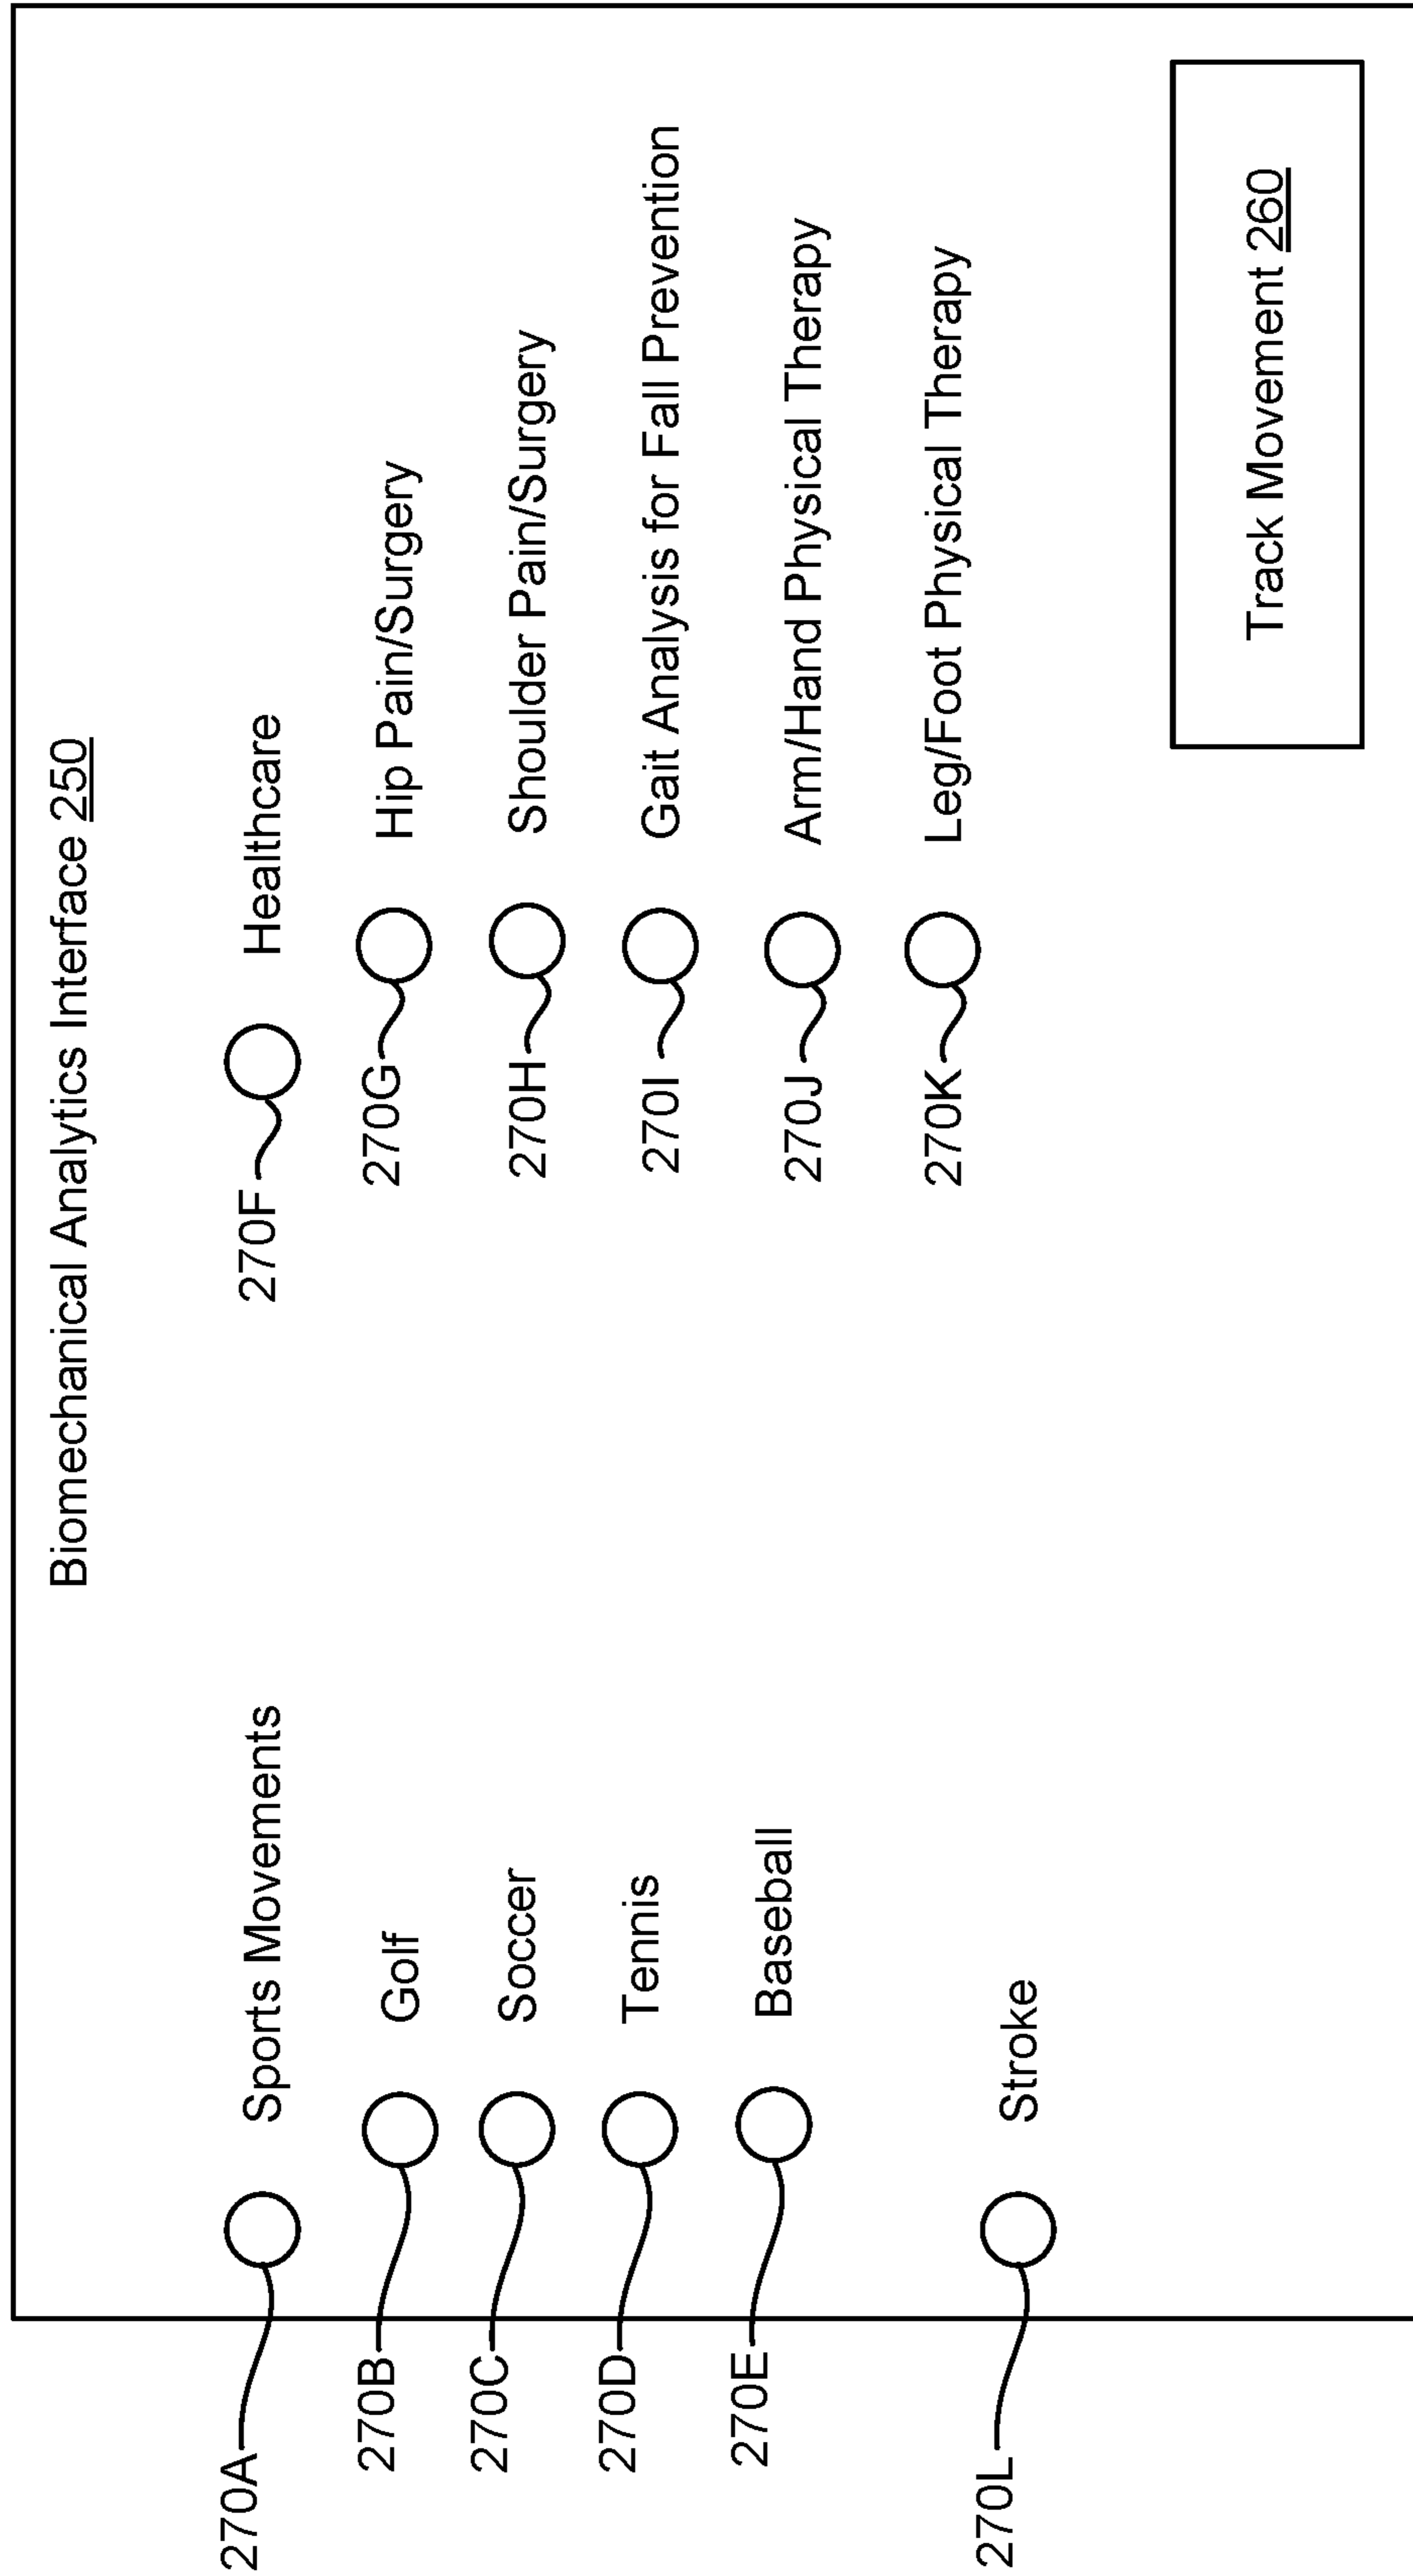 Biomechanical Analytics Interface 250
270A Sports Movements
270B Golf
270C Soccer
270D Tennis
270E Baseball
270L Stroke
270F Healthcare
270G Hip Pain/Surgery
270H Shoulder Pain/Surgery
270I Gait Analysis for Fall Prevention
270J Arm/Hand Physical Therapy
270K Leg/Foot Physical Therapy
Track Movement 260